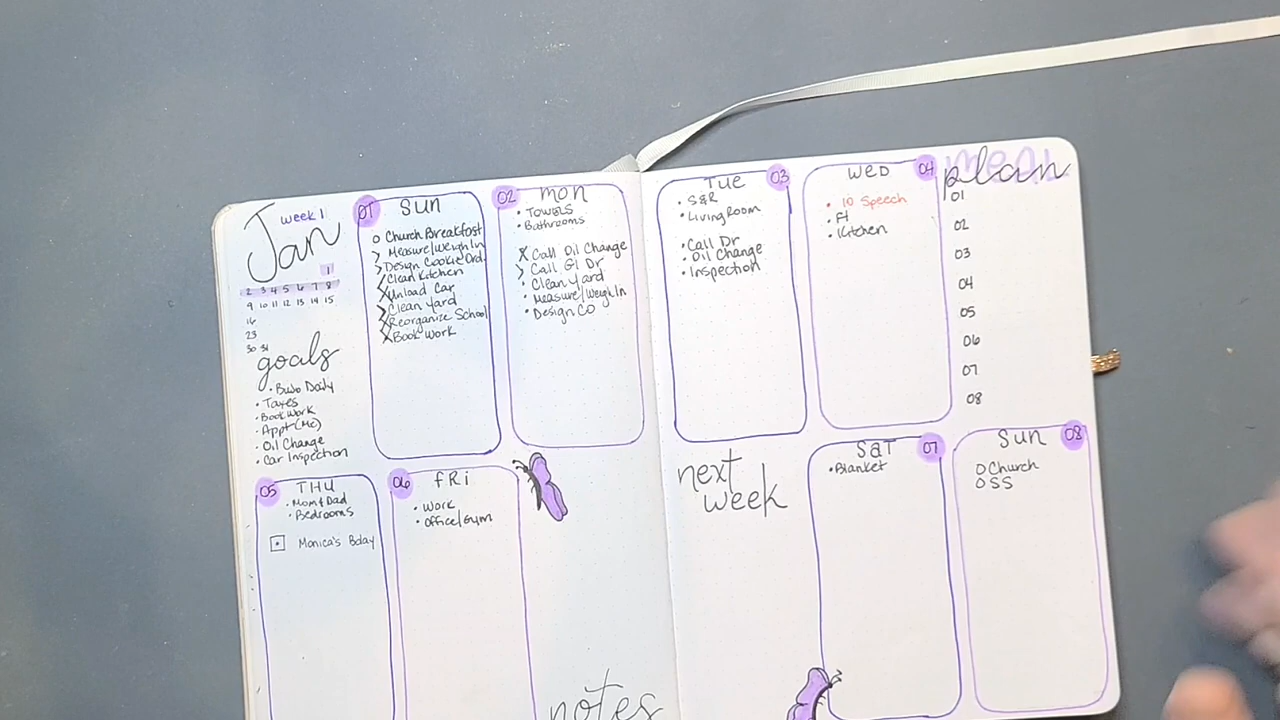 Jan
week 1
1
2 3 4 5 6 7 8
9 10 11 12 13 14 15
16
23
30 31
goals
• BuJo Daily
• Taxes
• Book Work
• Appt (Mc)
• Oil Change
• Car Inspection
01 Sun
o Church Breakfast
> Measure/Weigh In
> Design Cookie Ord.
Clean Kitchen
Unload Car
> Clean Yard
Reorganize School
X Book Work
02 mon
• Towels
• Bathrooms
X Call Oil Change
> Call GI Dr
• Clean Yard
• Measure/Weigh In
• Design CO
Tue 03
• S&R
• Living Room
• Call Dr
• Oil Change
• Inspection
WED 04
• 10 Speech
• Ft
• Kitchen
meal plan
01
02
03
04
05
06
07
08
05 THU
• Mom & Dad
• Bedrooms
Monica's Bday
06 FRi
• Work
• Office/Gym
notes
next
week
SaT 07
• Blanket
Sun 08
O Church
O SS